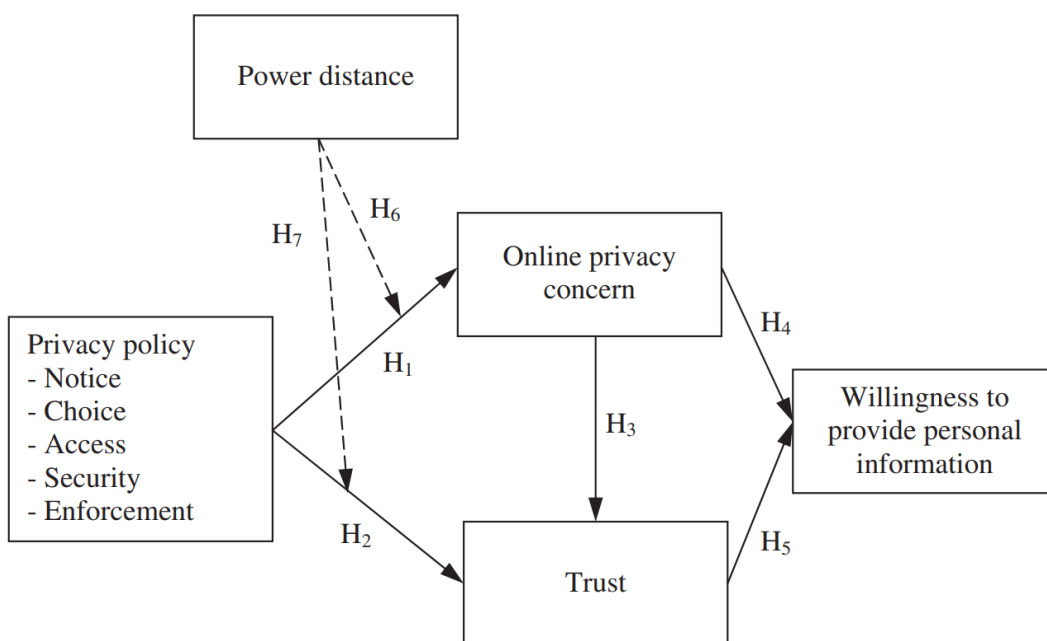 Power distance
H6
H7
Online privacy
concern
H4
Privacy policy
- Notice
- Choice
- Access
- Security
- Enforcement
H1
H3
Willingness to
provide personal
information
H2
H5
Trust